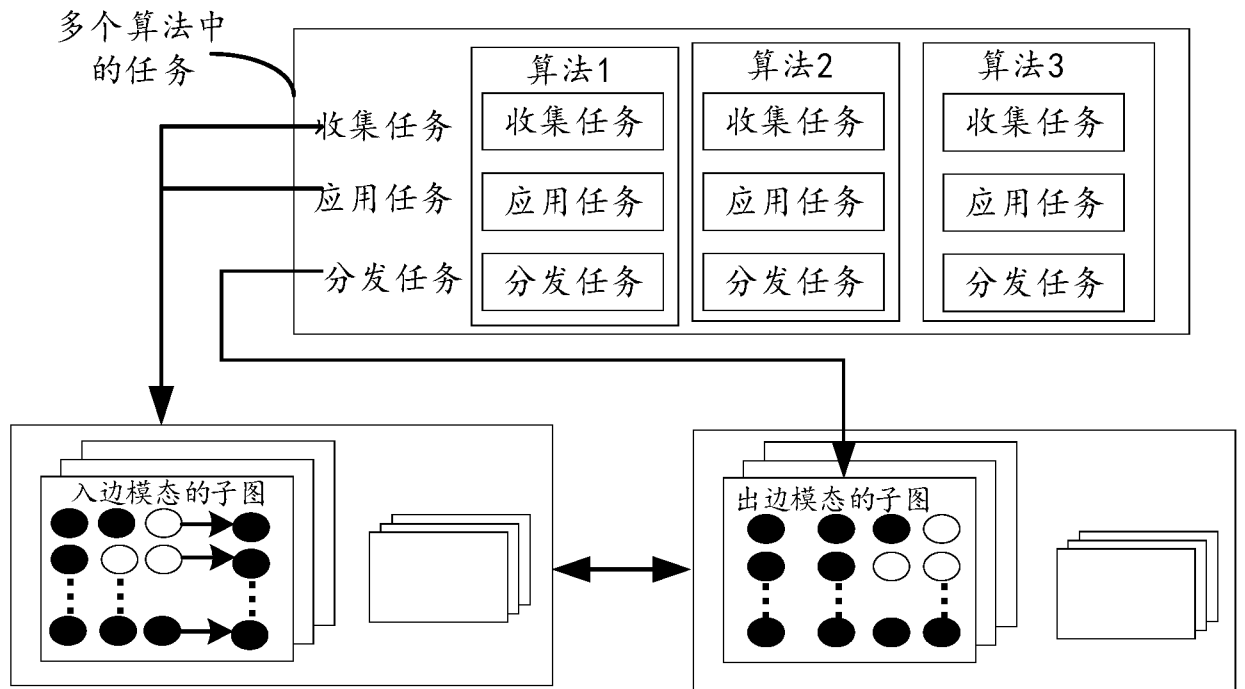 多个算法中
的任务
算法1
算法2
算法3
收集任务
收集任务
收集任务
收集任务
应用任务
应用任务
应用任务
应用任务
分发任务
分发任务
分发任务
分发任务
入边模态的子图
出边模态的子图